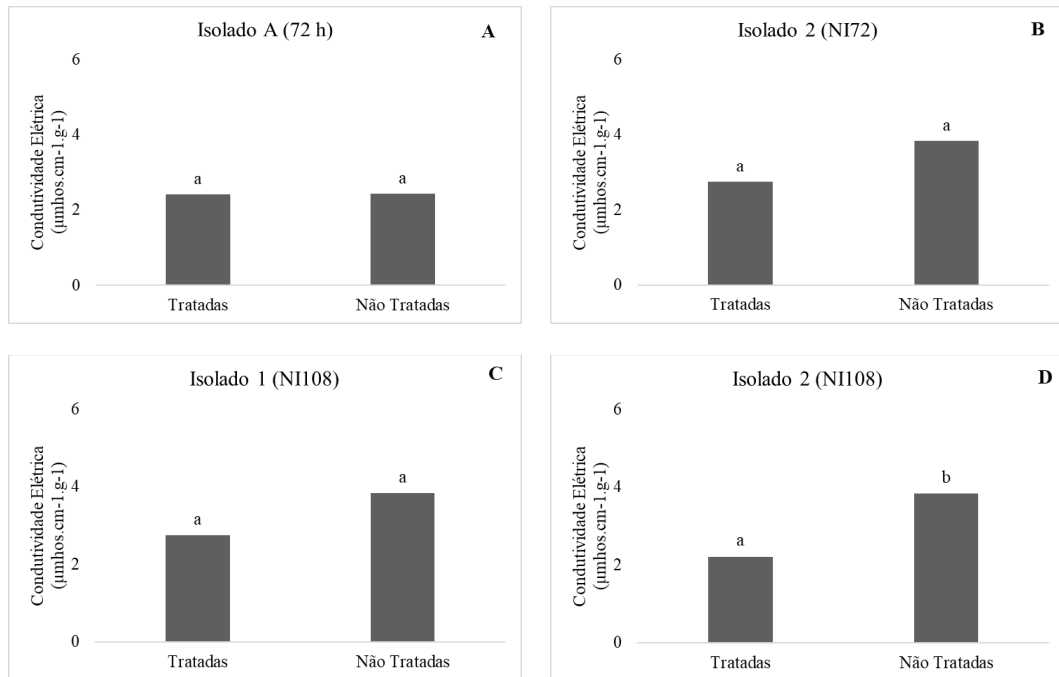 Isolado A (72 h)
A
Condutividade Elétrica
(µmhos.cm-1.g-1)
6
4
2
0
a
a
Tratadas
Não Tratadas
Isolado 2 (NI72)
B
Condutividade Elétrica
(µmhos.cm-1.g-1)
6
4
2
0
a
a
Tratadas
Não Tratadas
Isolado 1 (NI108)
C
Condutividade Elétrica
(µmhos.cm-1.g-1)
6
4
2
0
a
a
Tratadas
Não Tratadas
Isolado 2 (NI108)
D
Condutividade Elétrica
(µmhos.cm-1.g-1)
6
4
2
0
a
b
Tratadas
Não Tratadas